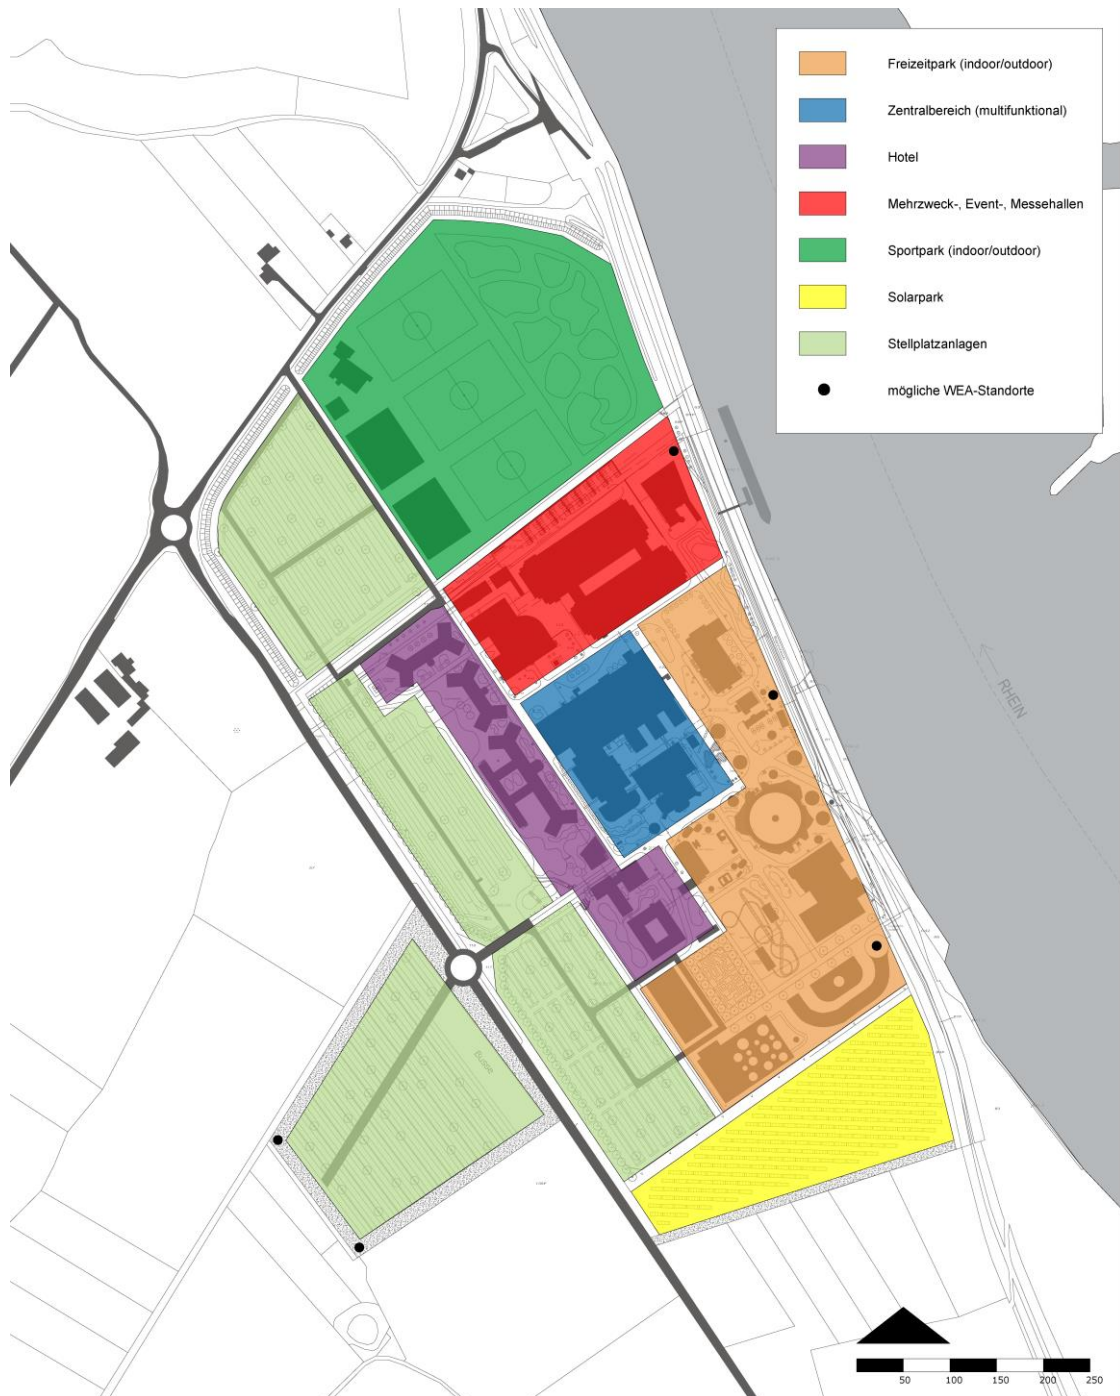 Freizeitpark (indoor/outdoor)
Zentralbereich (multifunktional)
Hotel
Mehrzweck-, Event-, Messehallen
Sportpark (indoor/outdoor)
Solarpark
Stellplatzanlagen
mögliche WEA-Standorte
RHEIN
Busse
50 100 150 200 250